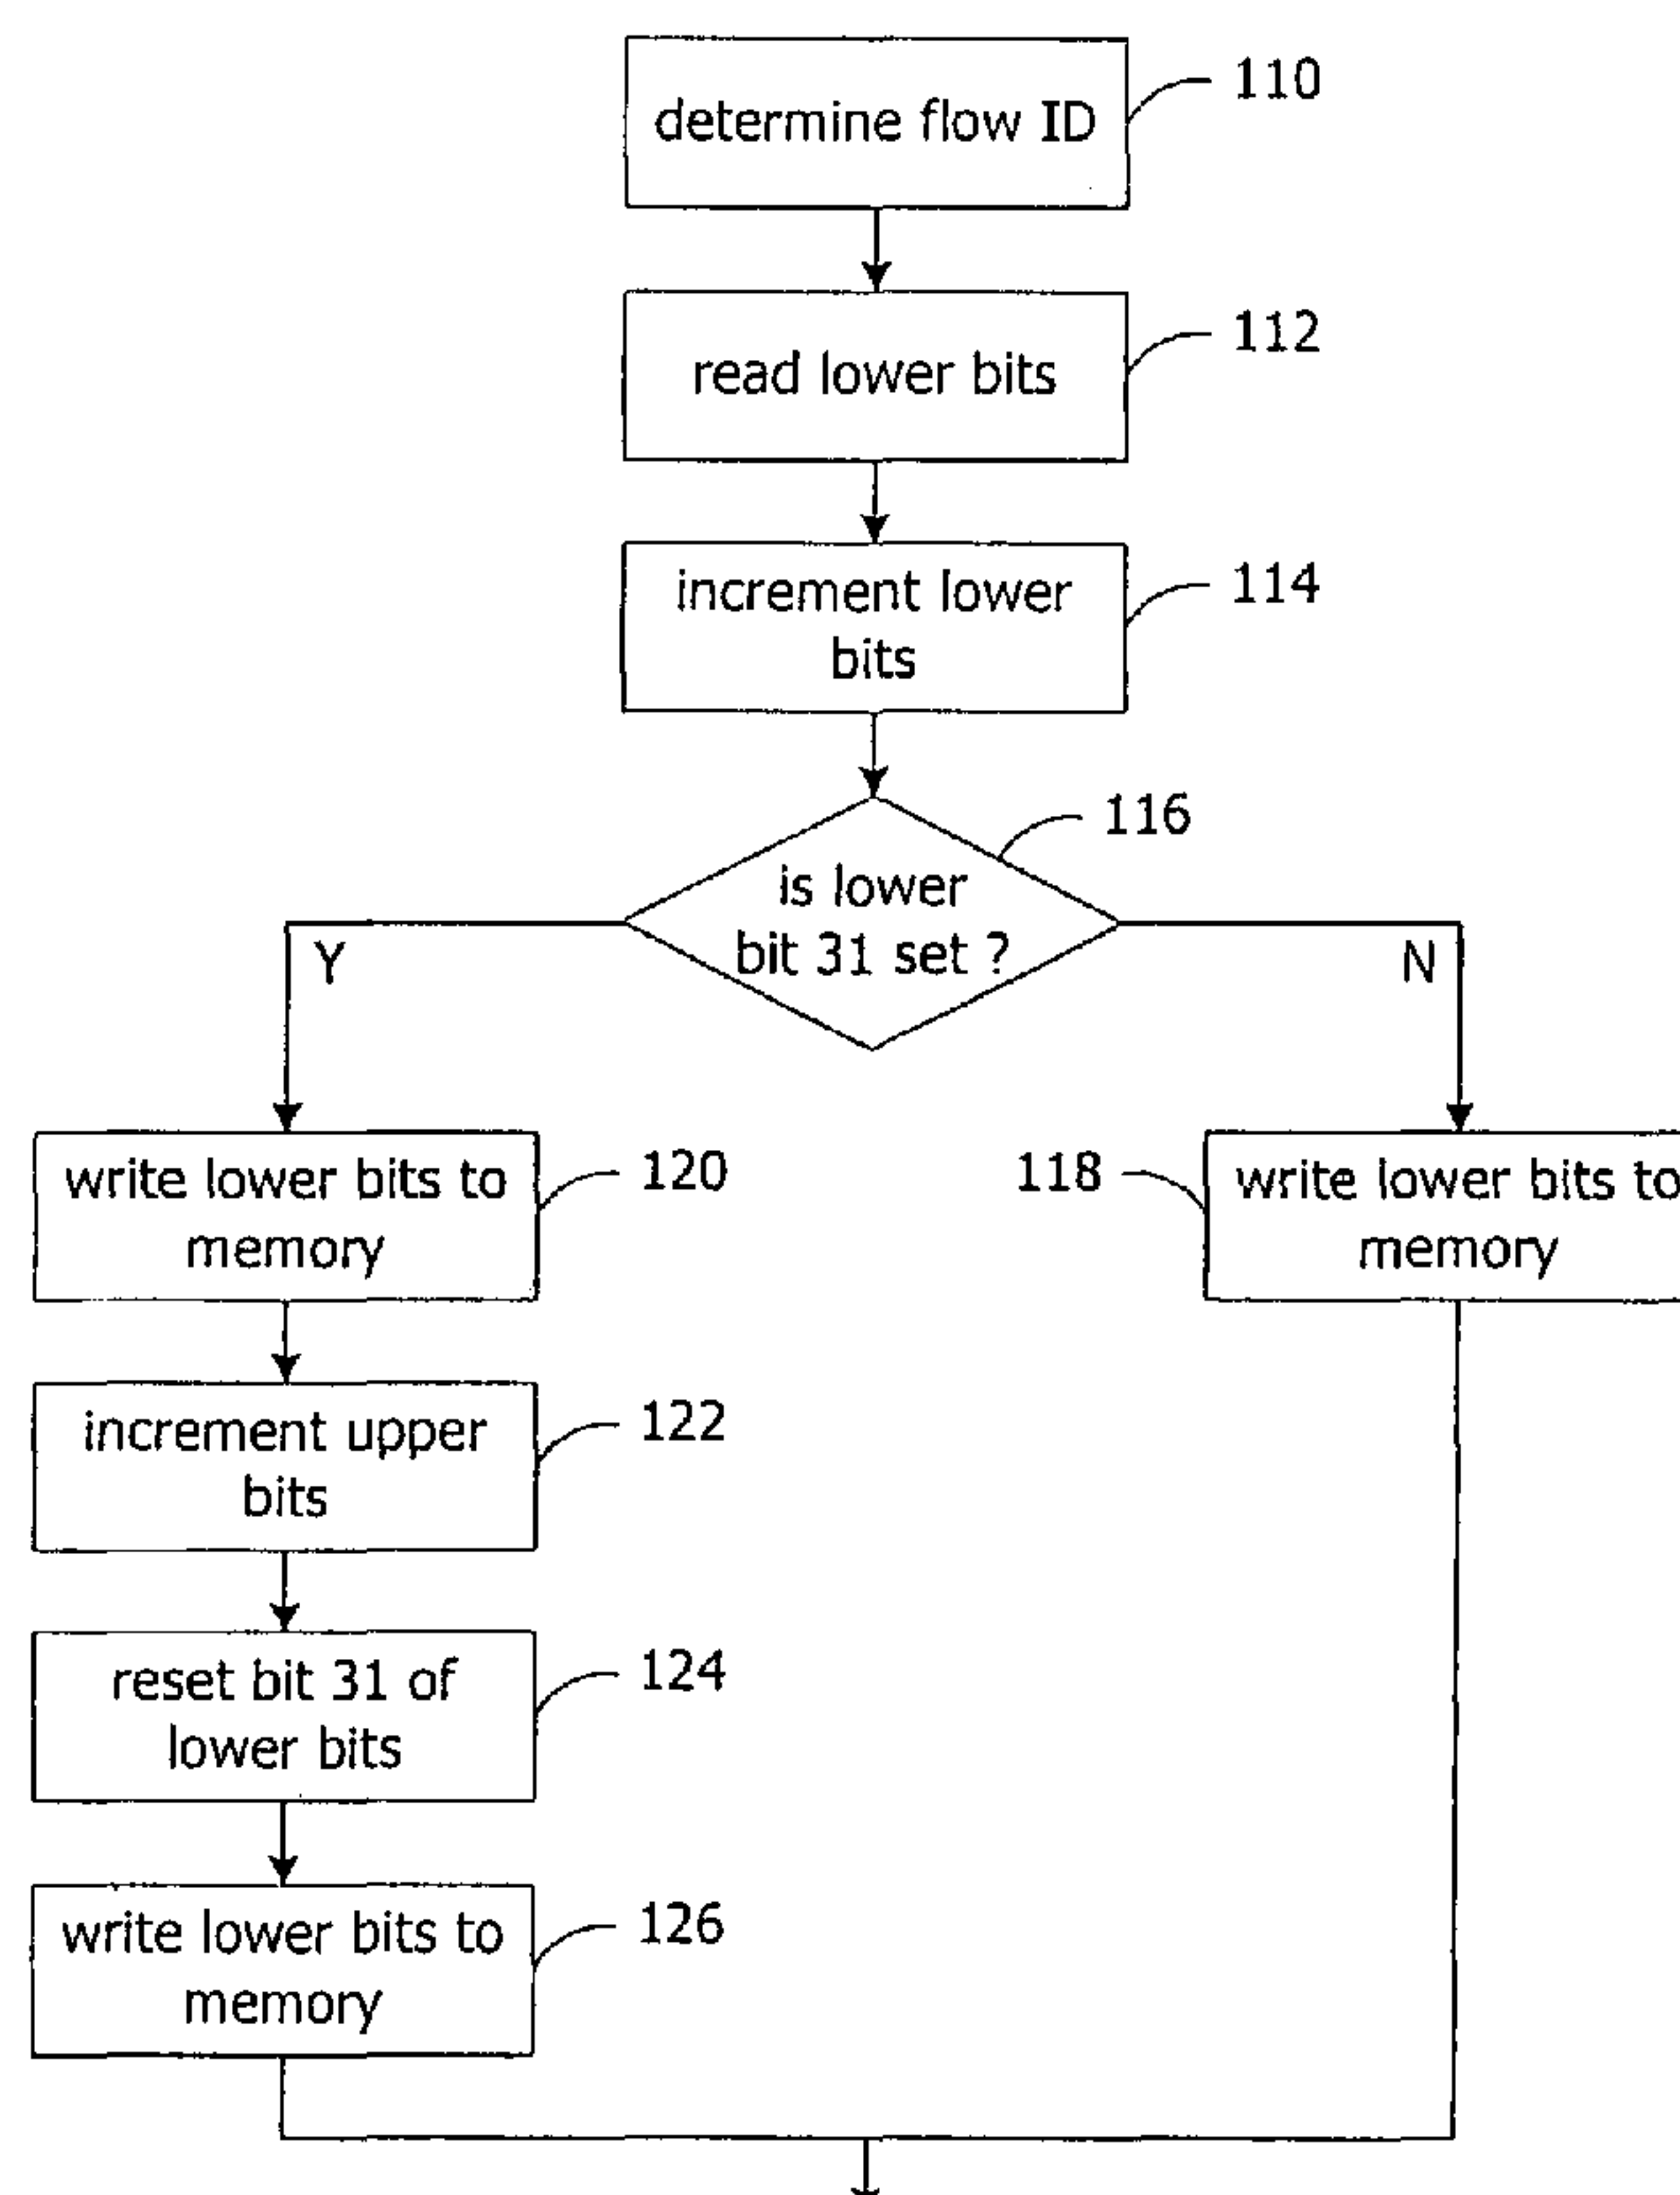 determine flow ID
110
read lower bits
112
increment lower
bits
114
116
is lower
bit 31 set ?
Y
N
write lower bits to
memory
120
118
write lower bits to
memory
increment upper
bits
122
reset bit 31 of
lower bits
124
write lower bits to
memory
126